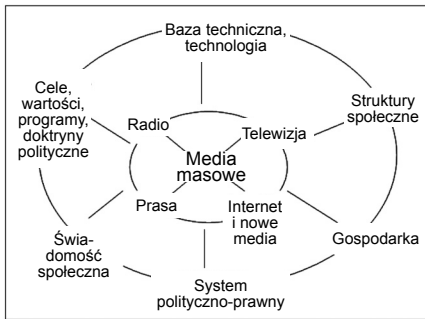 Baza techniczna,
technologia
Cele,
wartości,
programy,
doktryny
polityczne
Struktury
społeczne
Radio
Telewizja
Media
masowe
Prasa
Internet
i nowe
media
Świa-
domość
społeczna
Gospodarka
System
polityczno-prawny